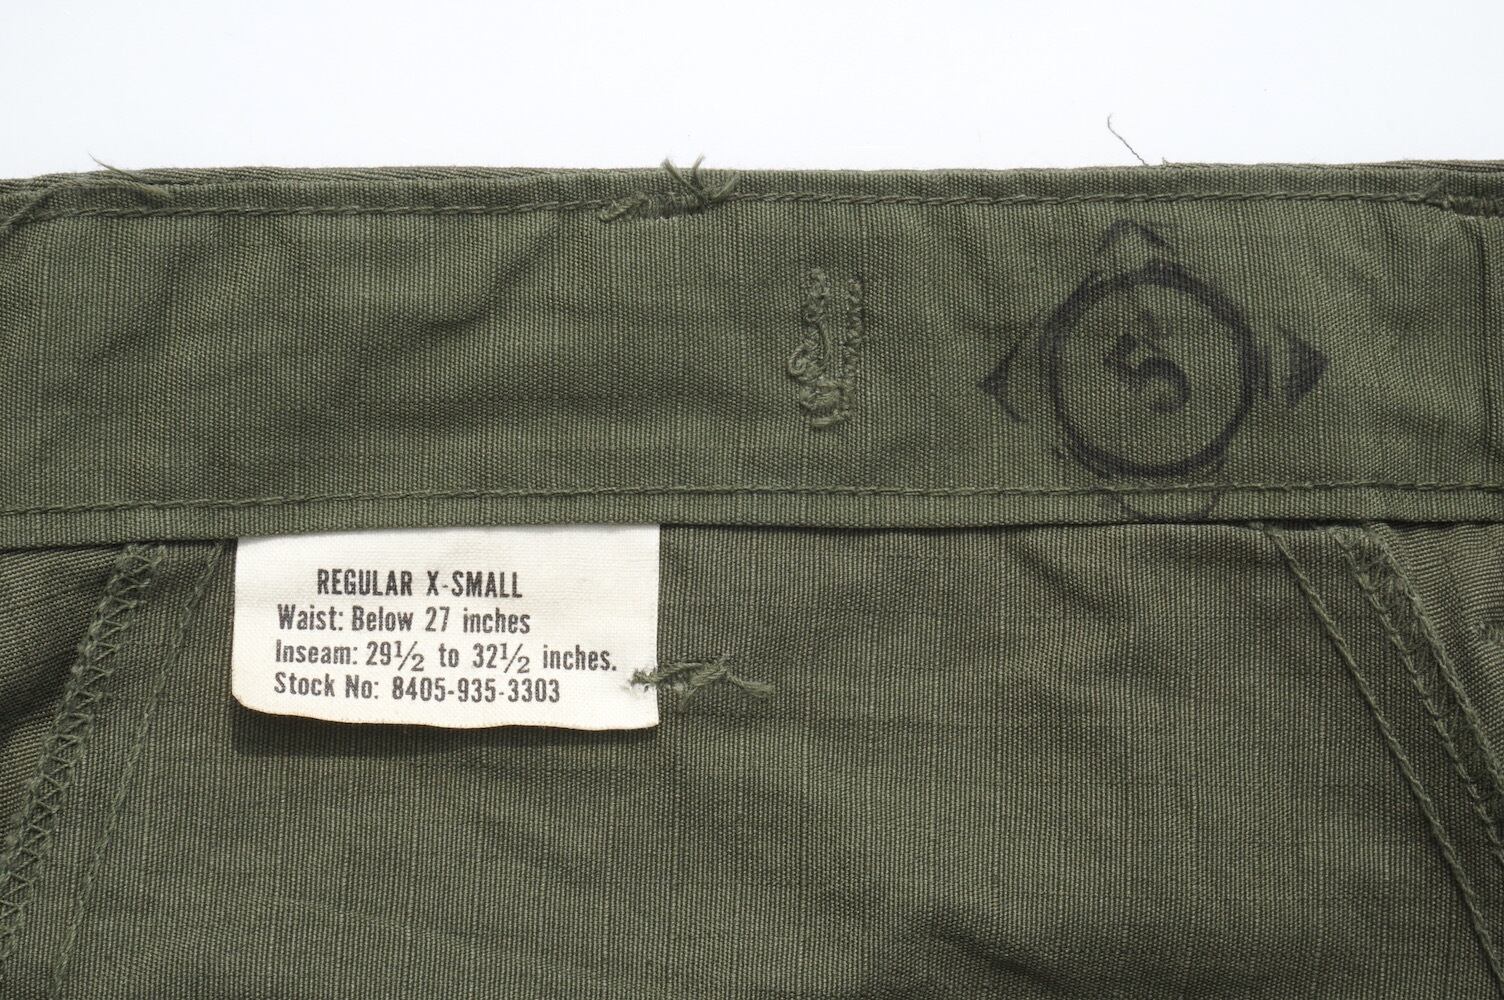 5
REGULAR X-SMALL
Waist: Below 27 inches
Inseam: 29½ to 32½ inches.
Stock No: 8405-935-3303